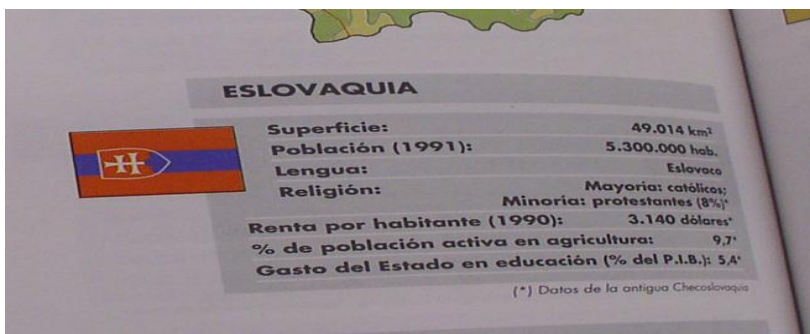 ESLOVAQUIA
Superficie: 49.014 km²
Población (1991): 5.300.000 hab.
Lengua: Eslovaco
Religión: Mayoria: católicos;
Minoría: protestantes (8%)*
Renta por habitante (1990): 3.140 dólares*
% de población activa en agricultura: 9,7*
Gasto del Estado en educación (% del P.I.B.): 5,4*
(*) Datos de la antigua Checoslovaquia